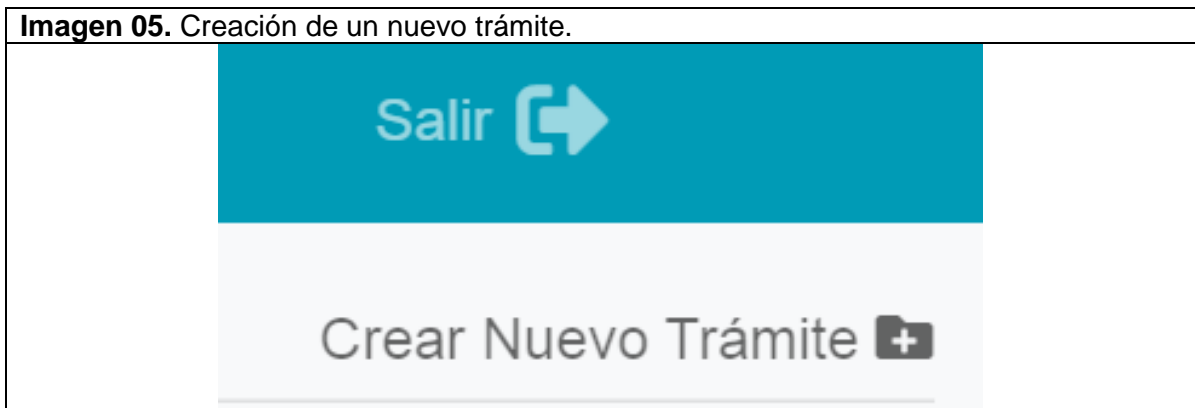 Imagen 05. Creación de un nuevo trámite.
Salir
Crear Nuevo Trámite